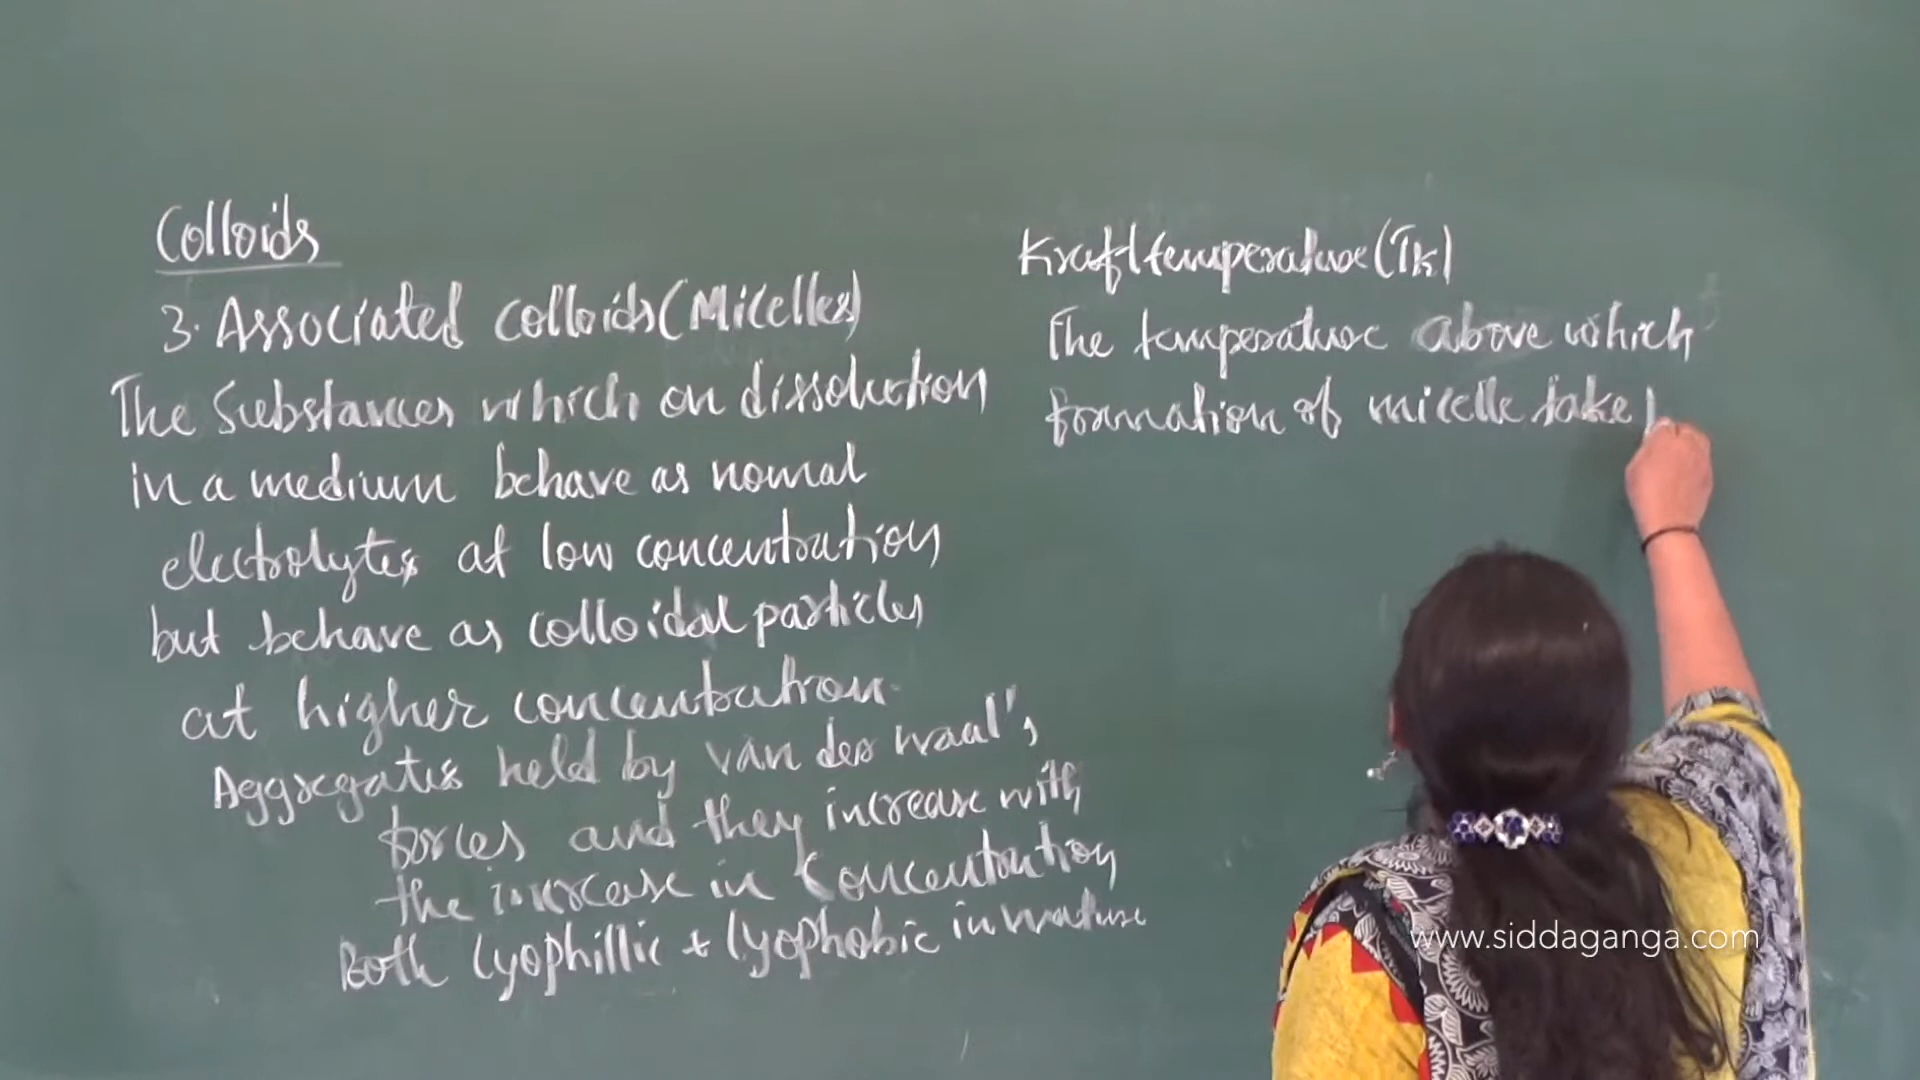 Colloids
3. Associated colloids (Micelles)
The Substances which on dissolution
in a medium behave as nomal
electrolytes at low concentration
but behave as colloidal particles
at higher concentration.
Aggregates held by van der waal's
forces and they increase with
the increase in Concentration
Both Lyophillic + Lyophobic in nature
Kraft temperature (Tk)
The temperature above which
formation of micelle take
www.siddaganga.com